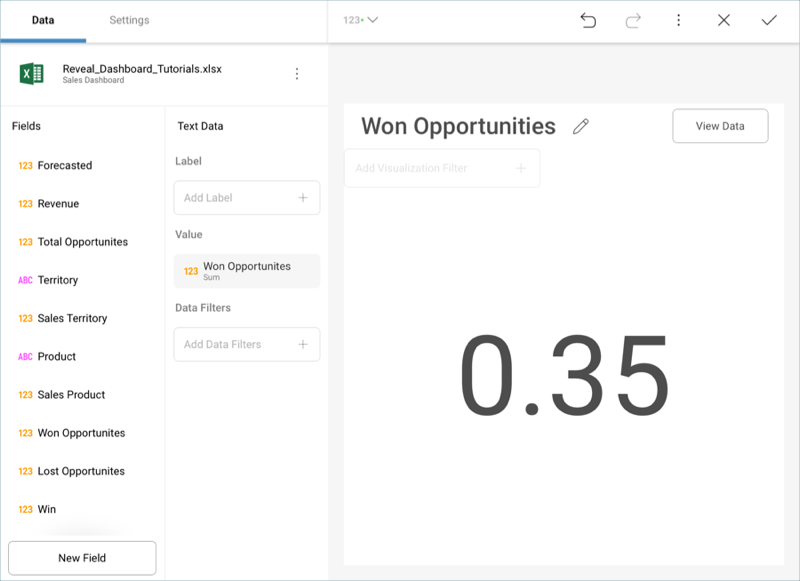 Data
Settings
123
Reveal_Dashboard_Tutorials.xlsx
Sales Dashboard
Fields
123 Forecasted
123 Revenue
123 Total Opportunites
ABC Territory
123 Sales Territory
ABC Product
123 Sales Product
123 Won Opportunites
123 Lost Opportunites
123 Win
New Field
Text Data
Label
Add Label
Value
123 Won Opportunites
Sum
Data Filters
Add Data Filters
Won Opportunities
View Data
Add Visualization Filter
0.35